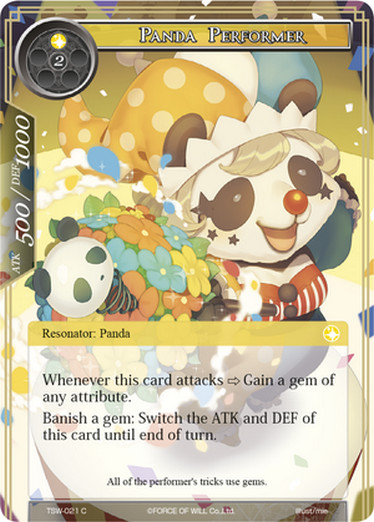 Panda Performer
2
ATK 500 / DEF 1000
Resonator: Panda
Whenever this card attacks ⇨ Gain a gem of
any attribute.
Banish a gem: Switch the ATK and DEF of
this card until end of turn.
All of the performer's tricks use gems.
TSW-021 C ©FORCE OF WILL Co.,Ltd. Illust/min